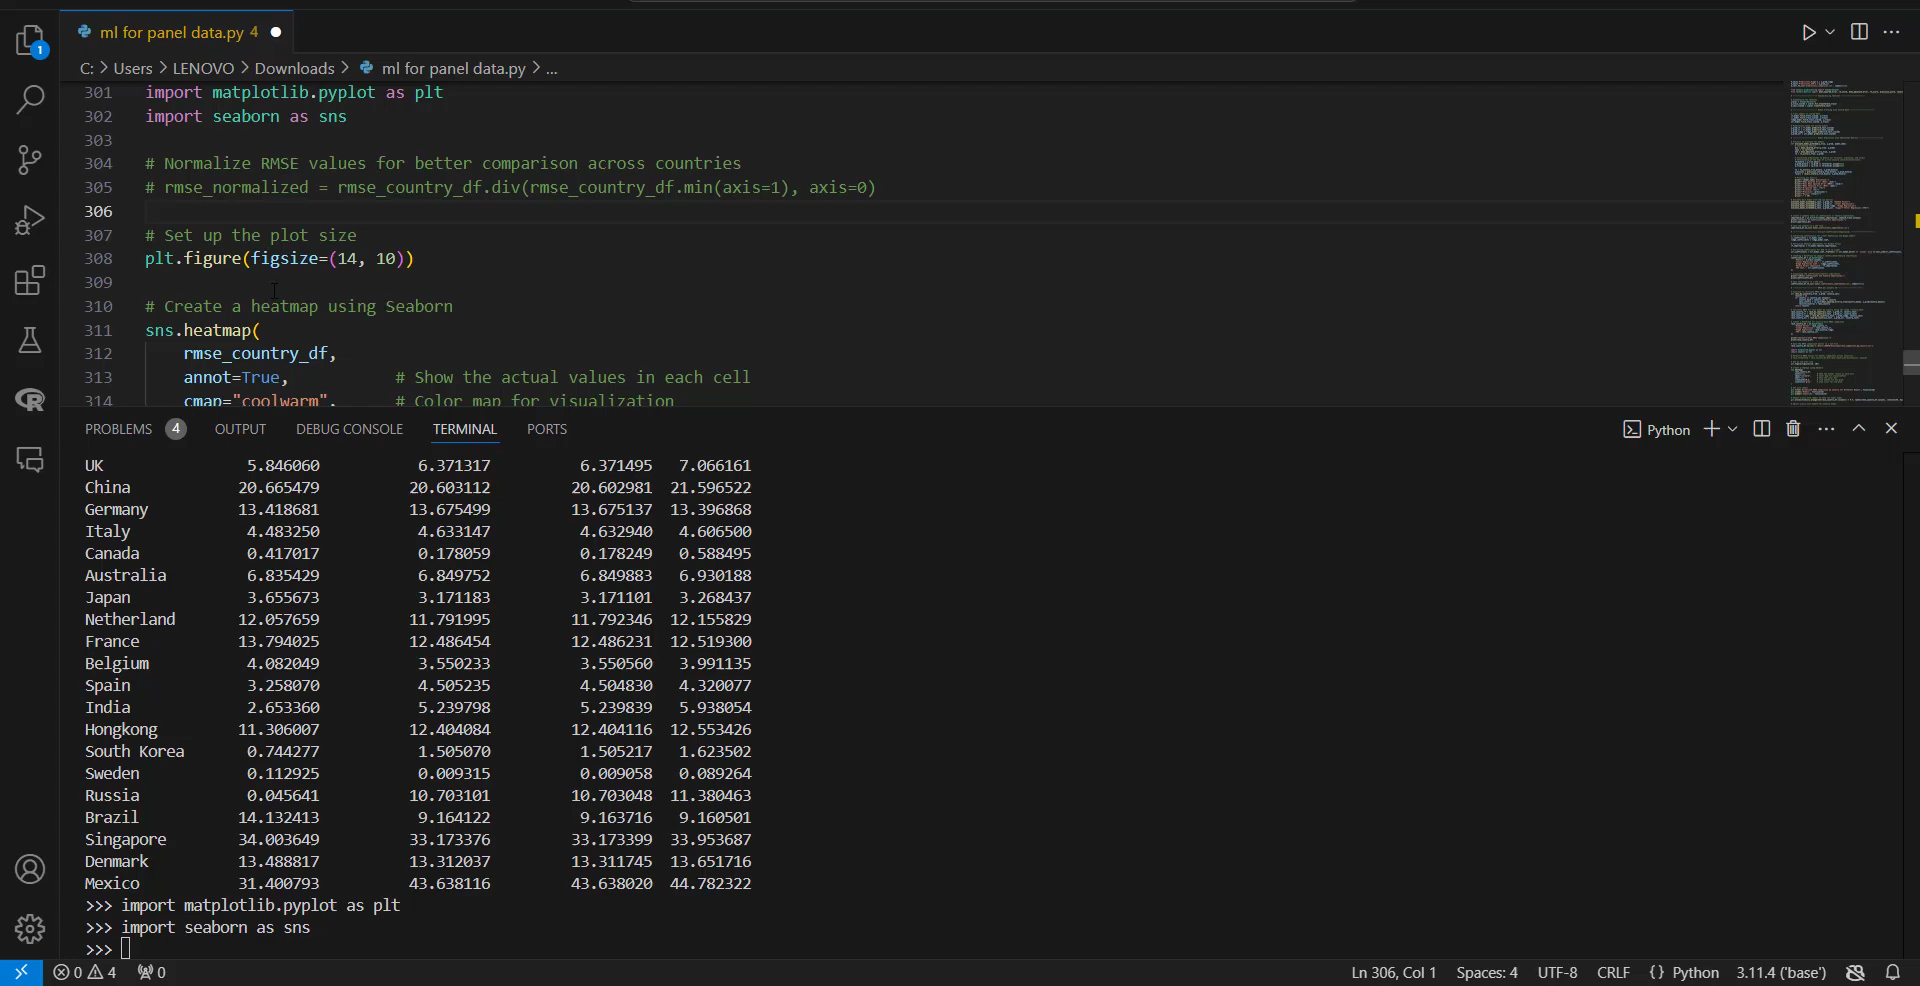 1
ml for panel data.py 4
C: > Users > LENOVO > Downloads > ml for panel data.py > ...
301 import matplotlib.pyplot as plt
302 import seaborn as sns
303
304 # Normalize RMSE values for better comparison across countries
305 # rmse_normalized = rmse_country_df.div(rmse_country_df.min(axis=1), axis=0)
306
307 # Set up the plot size
308 plt.figure(figsize=(14, 10))
309
310 # Create a heatmap using Seaborn
311 sns.heatmap(
312 rmse_country_df,
313 annot=True, # Show the actual values in each cell
314 cmap="coolwarm", # Color map for visualization
PROBLEMS 4 OUTPUT DEBUG CONSOLE TERMINAL PORTS Python
UK 5.846060 6.371317 6.371495 7.066161
China 20.665479 20.603112 20.602981 21.596522
Germany 13.418681 13.675499 13.675137 13.396868
Italy 4.483250 4.633147 4.632940 4.606500
Canada 0.417017 0.178059 0.178249 0.588495
Australia 6.835429 6.849752 6.849883 6.930188
Japan 3.655673 3.171183 3.171101 3.268437
Netherland 12.057659 11.791995 11.792346 12.155829
France 13.794025 12.486454 12.486231 12.519300
Belgium 4.082049 3.550233 3.550560 3.991135
Spain 3.258070 4.505235 4.504830 4.320077
India 2.653360 5.239798 5.239839 5.938054
Hongkong 11.306007 12.404084 12.404116 12.553426
South Korea 0.744277 1.505070 1.505217 1.623502
Sweden 0.112925 0.009315 0.009058 0.089264
Russia 0.045641 10.703101 10.703048 11.380463
Brazil 14.132413 9.164122 9.163716 9.160501
Singapore 34.003649 33.173376 33.173399 33.953687
Denmark 13.488817 13.312037 13.311745 13.651716
Mexico 31.400793 43.638116 43.638020 44.782322
>>> import matplotlib.pyplot as plt
>>> import seaborn as sns
>>>
0 4 0 Ln 306, Col 1 Spaces: 4 UTF-8 CRLF {} Python 3.11.4 ('base')